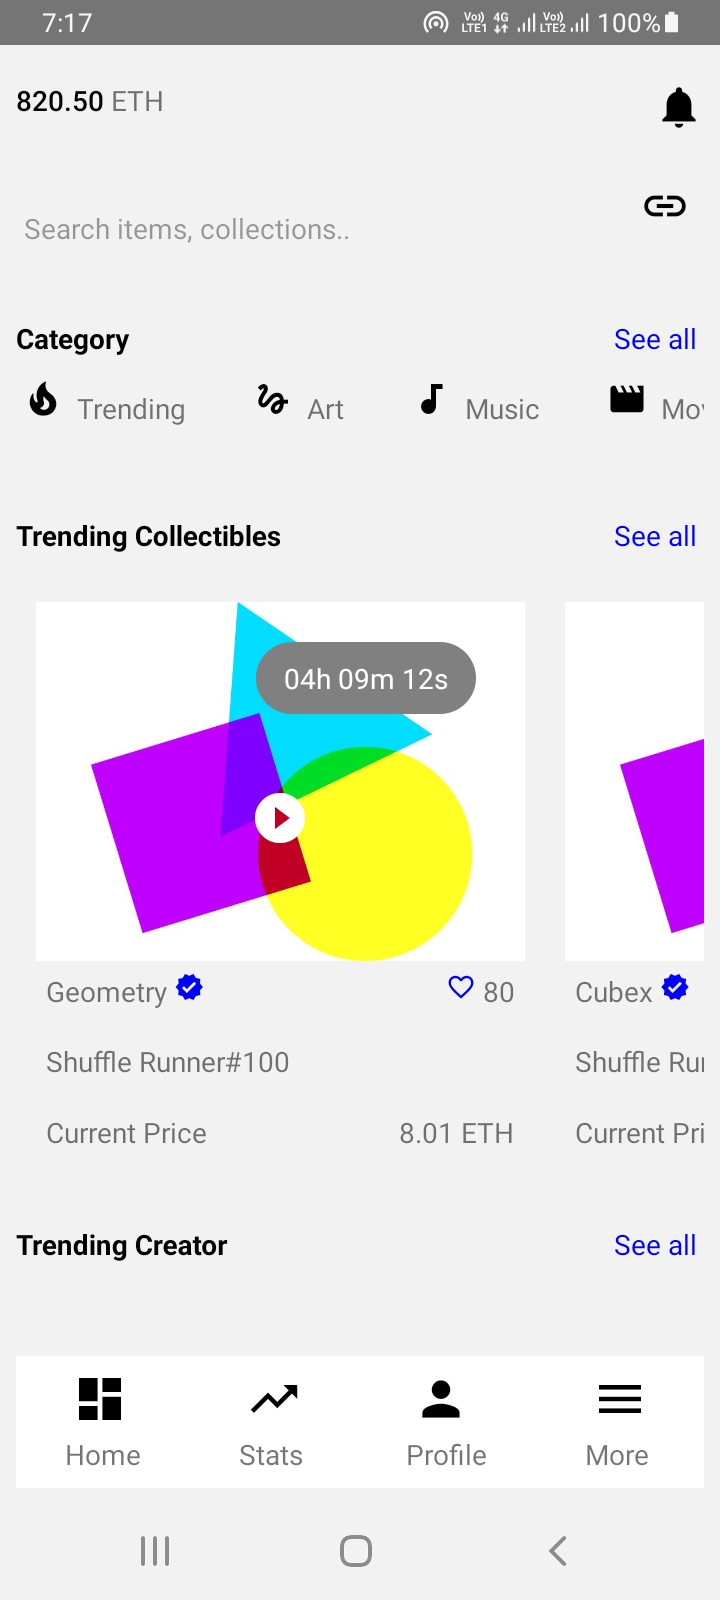 7:17 Vo)) LTE1 4G Vo)) LTE2 100%
820.50 ETH
Search items, collections..
Category See all
Trending Art Music Mov
Trending Collectibles See all
04h 09m 12s
Geometry 80 Cubex
Shuffle Runner#100 Shuffle Rur
Current Price 8.01 ETH Current Pri
Trending Creator See all
Home Stats Profile More